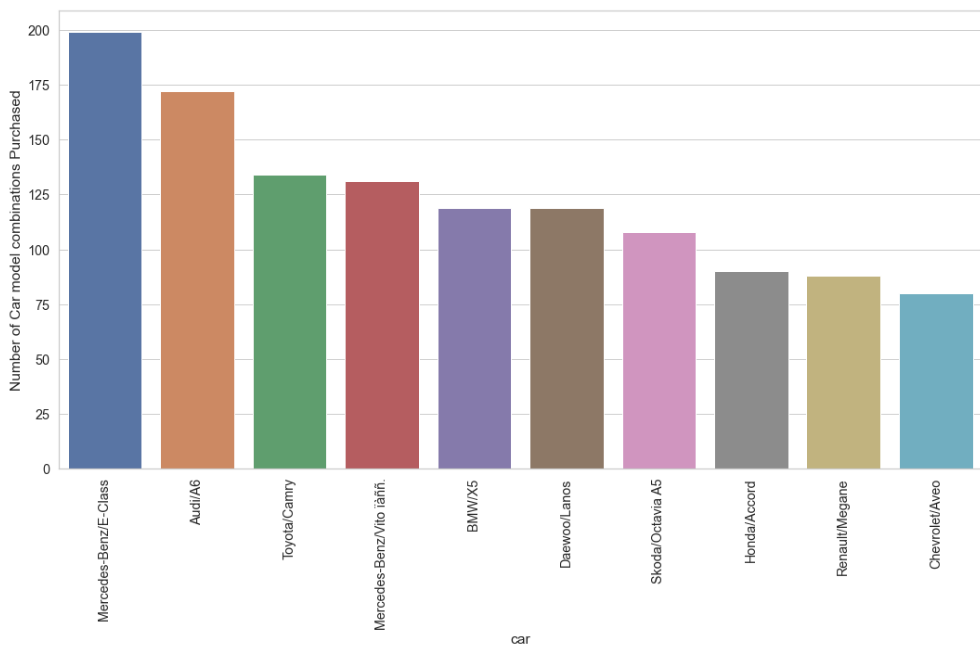 Number of Car model combinations Purchased
200
175
150
125
100
75
50
25
0
Mercedes-Benz/E-Class
Audi/A6
Toyota/Camry
Mercedes-Benz/Vito ïàññ.
BMW/X5
Daewoo/Lanos
Skoda/Octavia A5
Honda/Accord
Renault/Megane
Chevrolet/Aveo
car